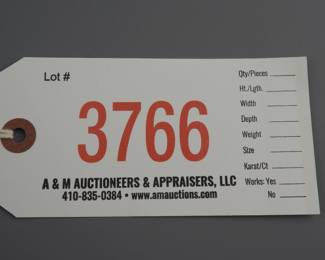 Lot #
3766
A & M AUCTIONEERS & APPRAISERS, LLC
410-835-0384 • www.amauctions.com
Qty/Pieces
Ht./Lgth.
Width
Depth
Weight
Size
Karst/Ct
Works: Yes
No